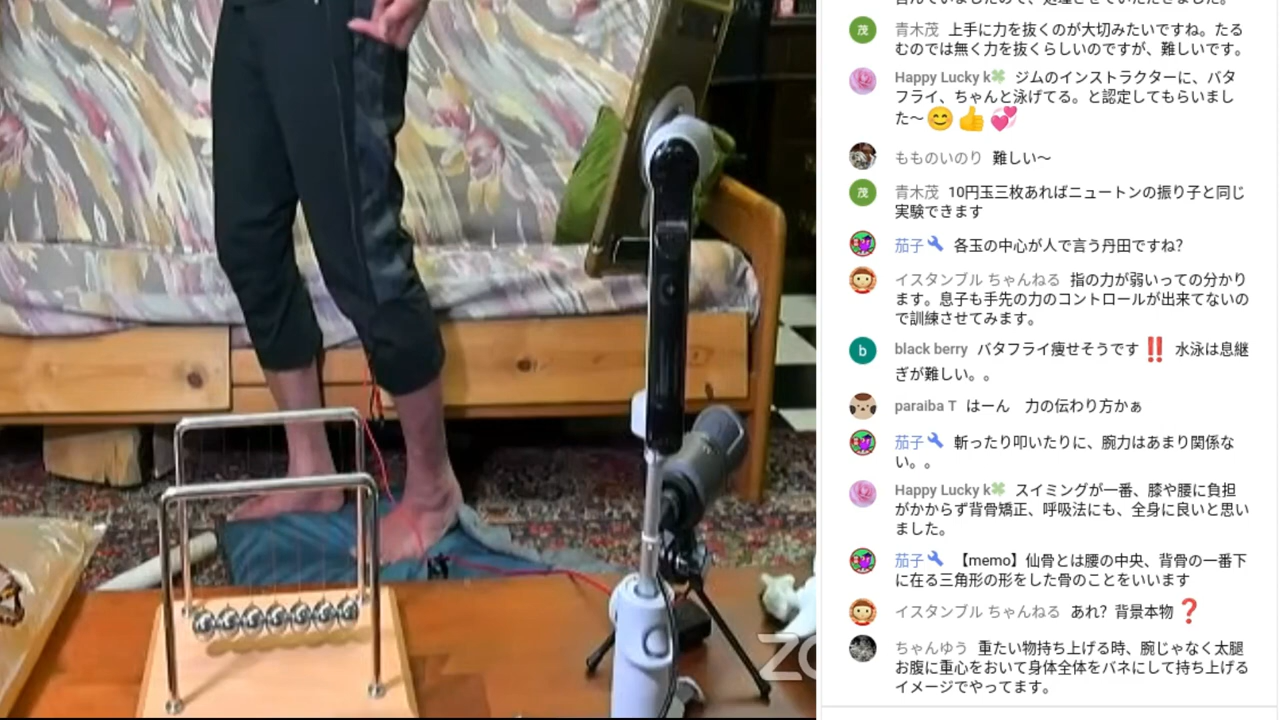 青木茂 上手に力を抜くのが大切みたいですね。たる
むのでは無く力を抜くらしいのですが、難しいです。
Happy Lucky k🍀 ジムのインストラクターに、バタ
フライ、ちゃんと泳げてる。と認定してもらいまし
た〜😊👍💞
もものいのり 難しい〜
青木茂 10円玉三枚あればニュートンの振り子と同じ
実験できます
茄子🔧 各玉の中心が人で言う丹田ですね?
イスタンブル ちゃんねる 指の力が弱いっての分かり
ます。息子も手先の力のコントロールが出来てないの
で訓練させてみます。
b
black berry バタフライ痩せそうです‼️ 水泳は息継
ぎが難しい。。
paraiba T はーん 力の伝わり方かぁ
茄子🔧 斬ったり叩いたりに、腕力はあまり関係な
い。。
Happy Lucky k🍀 スイミングが一番、膝や腰に負担
がかからず背骨矯正、呼吸法にも、全身に良いと思い
ました。
茄子🔧 【memo】仙骨とは腰の中央、背骨の一番下
に在る三角形の形をした骨のことをいいます
イスタンブル ちゃんねる あれ? 背景本物❓
ちゃんゆう 重たい物持ち上げる時、腕じゃなく太腿
お腹に重心をおいて身体全体をバネにして持ち上げる
イメージでやってます。